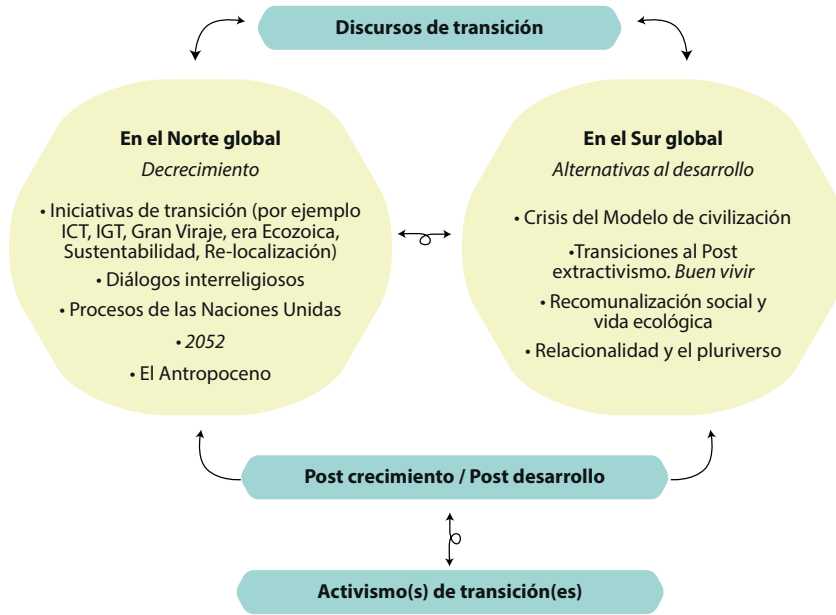 Discursos de transición
En el Norte global
Decrecimiento
• Iniciativas de transición (por ejemplo
ICT, IGT, Gran Viraje, era Ecozoica,
Sustentabilidad, Re-localización)
• Diálogos interreligiosos
• Procesos de las Naciones Unidas
• 2052
• El Antropoceno
En el Sur global
Alternativas al desarrollo
• Crisis del Modelo de civilización
•Transiciones al Post
extractivismo. Buen vivir
• Recomunalización social y
vida ecológica
• Relacionalidad y el pluriverso
Post crecimiento / Post desarrollo
Activismo(s) de transición(es)